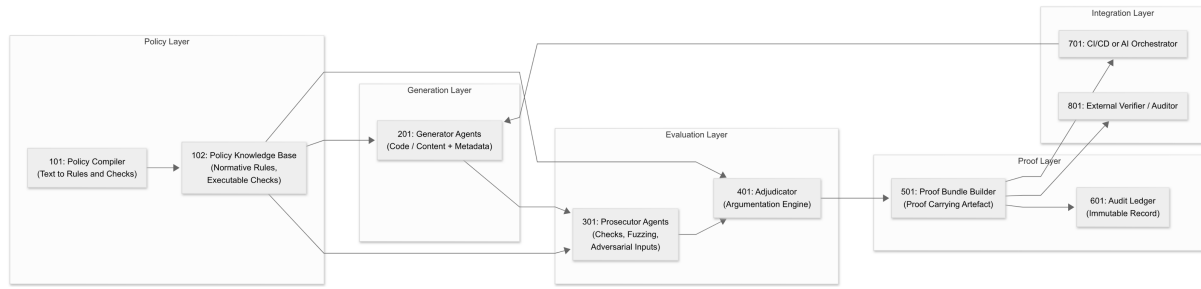 Policy Layer
101: Policy Compiler
(Text to Rules and Checks)
102: Policy Knowledge Base
(Normative Rules,
Executable Checks)
Generation Layer
201: Generator Agents
(Code / Content + Metadata)
Evaluation Layer
301: Prosecutor Agents
(Checks, Fuzzing,
Adversarial Inputs)
401: Adjudicator
(Argumentation Engine)
Proof Layer
501: Proof Bundle Builder
(Proof Carrying Artefact)
601: Audit Ledger
(Immutable Record)
Integration Layer
701: CI/CD or AI Orchestrator
801: External Verifier / Auditor